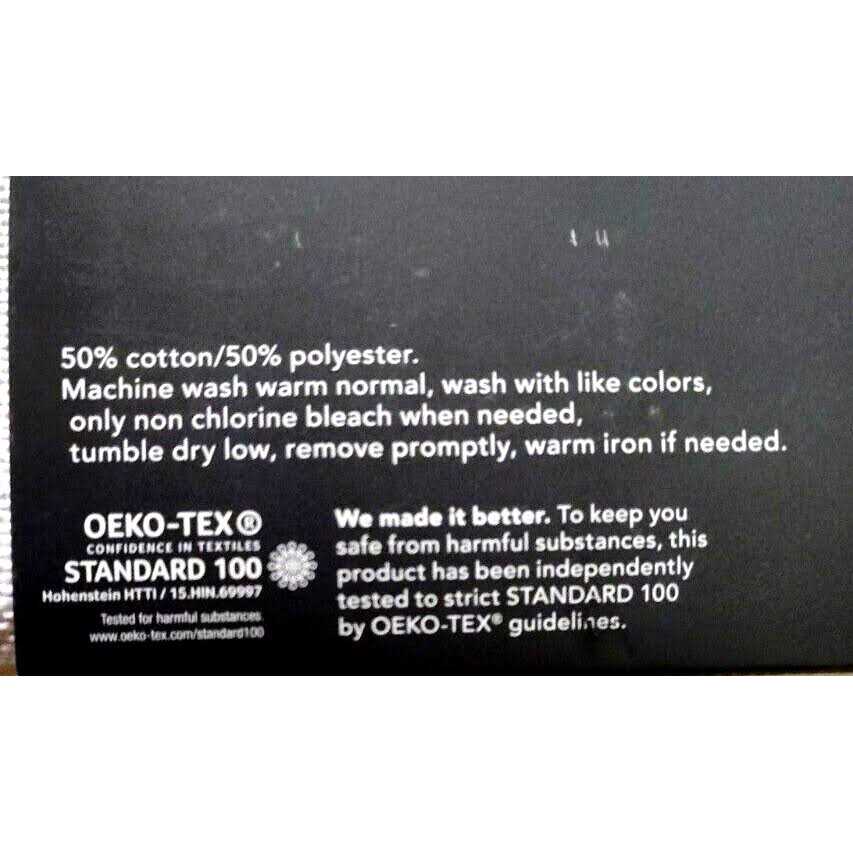 50% cotton/50% polyester.
Machine wash warm normal, wash with like colors,
only non chlorine bleach when needed,
tumble dry low, remove promptly, warm iron if needed.
OEKO-TEX®
CONFIDENCE IN TEXTILES
STANDARD 100
Hohenstein HTTI / 15.HIN.69997
Tested for harmful substances.
www.oeko-tex.com/standard100
We made it better. To keep you
safe from harmful substances, this
product has been independently
tested to strict STANDARD 100
by OEKO-TEX® guidelines.